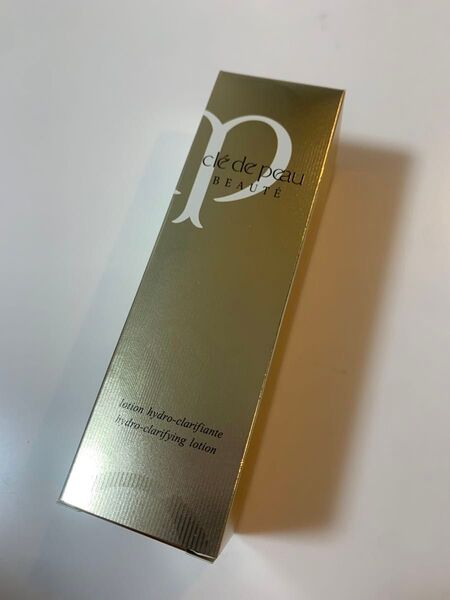 clé de peau
BEAUTÉ
lotion hydro-clarifiante
hydro-clarifying lotion